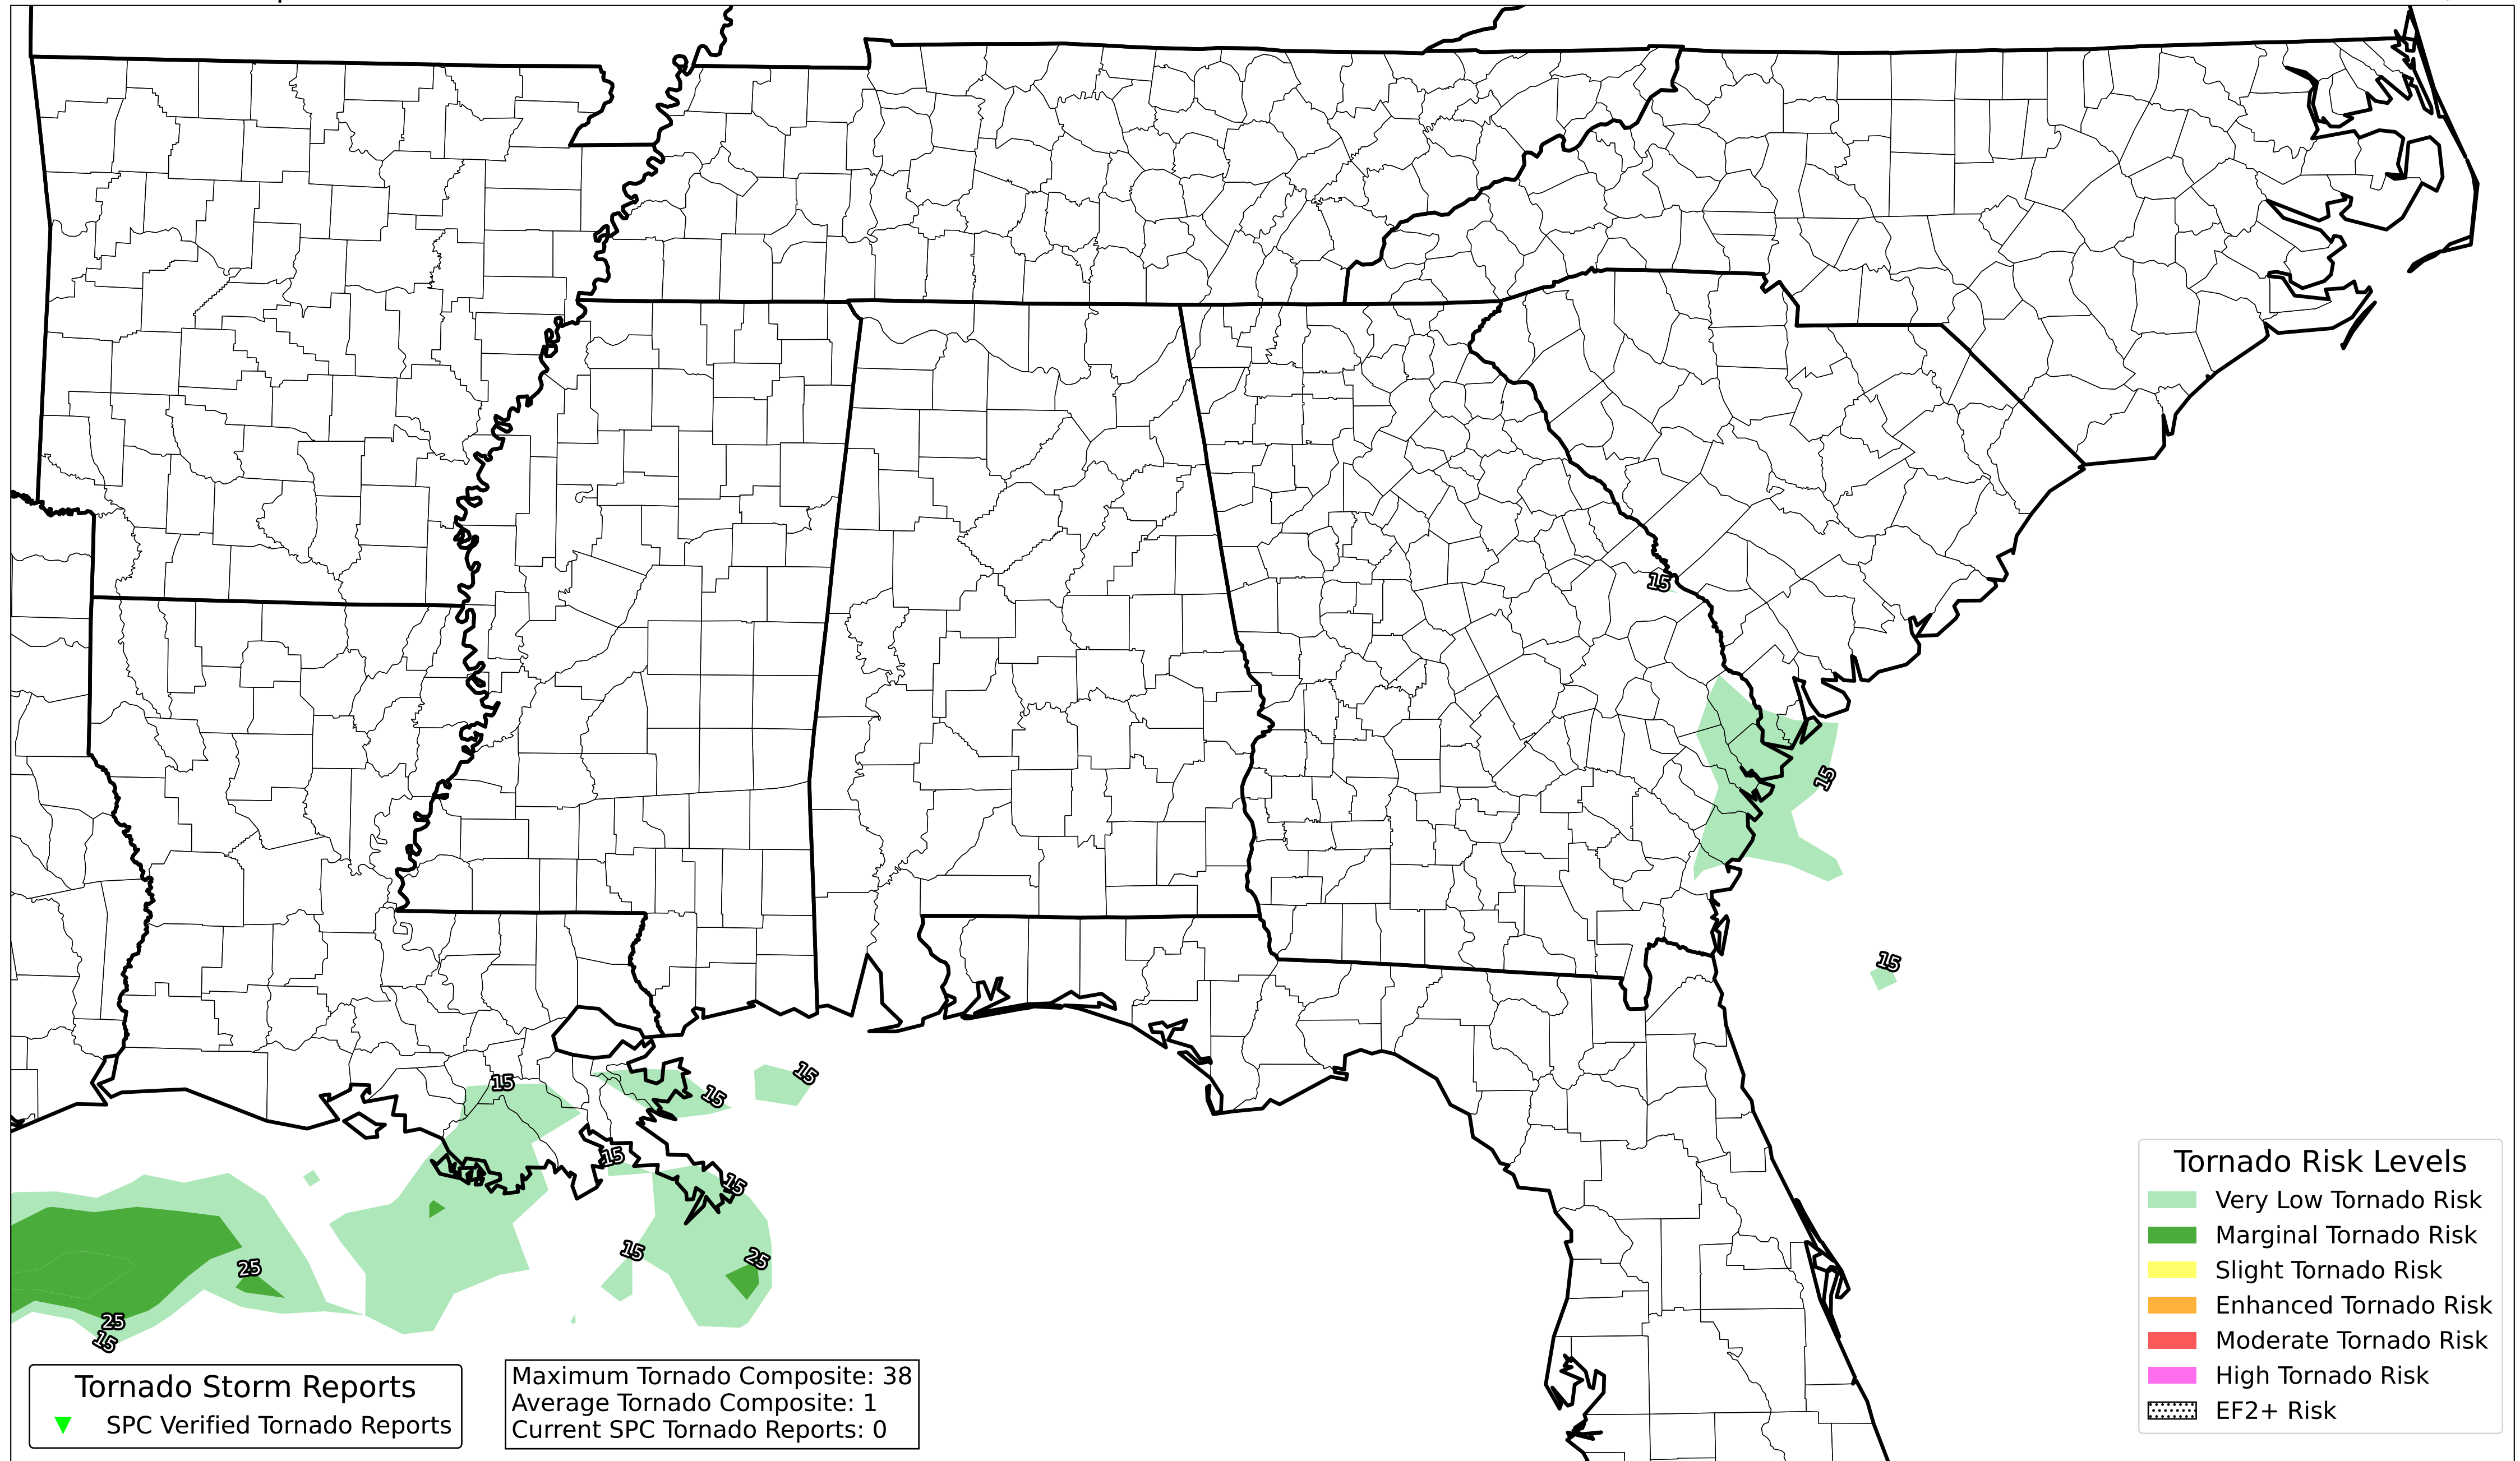 15
15
15
15
15
15
15
15
15
25
25
25
15
Tornado Risk Levels
Very Low Tornado Risk
Marginal Tornado Risk
Slight Tornado Risk
Enhanced Tornado Risk
Moderate Tornado Risk
High Tornado Risk
EF2+ Risk
Tornado Storm Reports
SPC Verified Tornado Reports
Maximum Tornado Composite: 38
Average Tornado Composite: 1
Current SPC Tornado Reports: 0